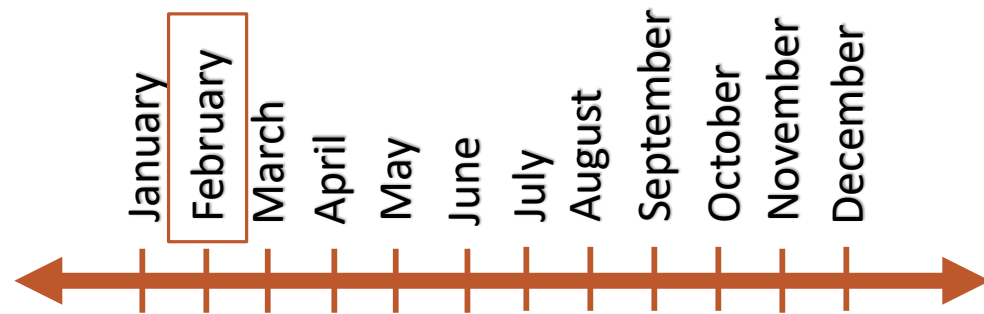 January
February
March
April
May
June
July
August
September
October
November
December